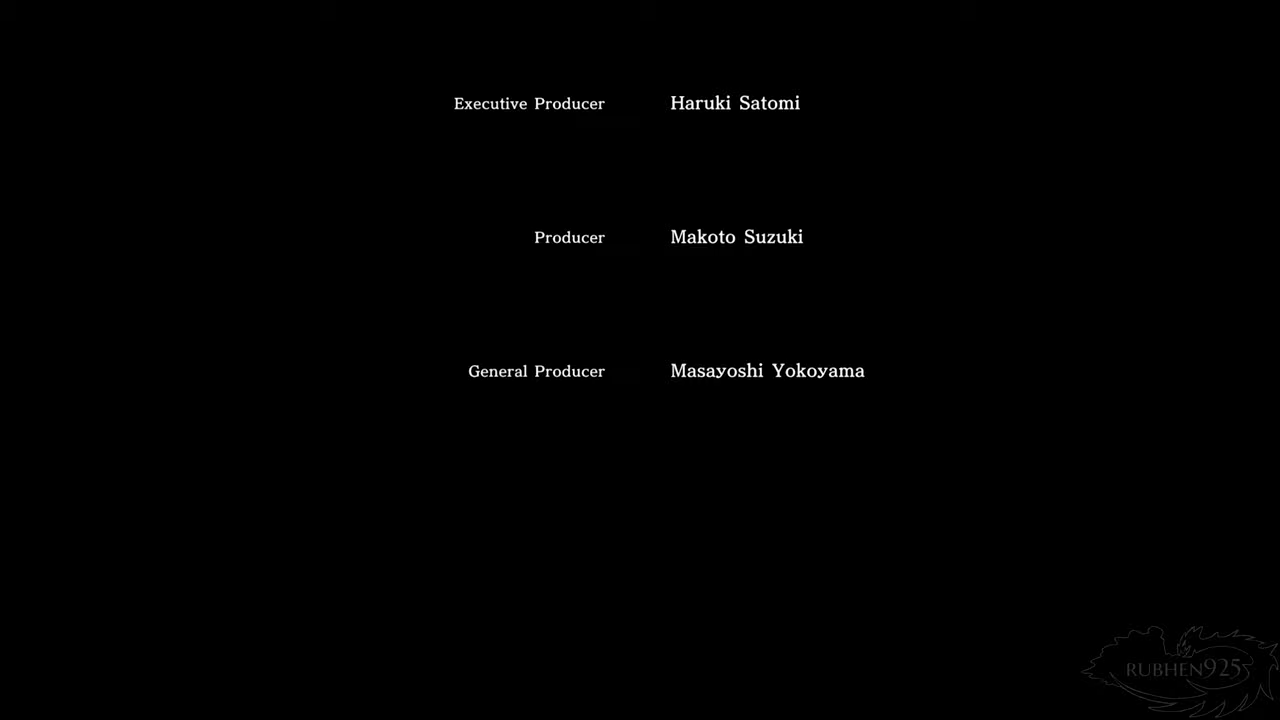 Executive Producer Haruki Satomi
Producer Makoto Suzuki
General Producer Masayoshi Yokoyama
RUBHEN925